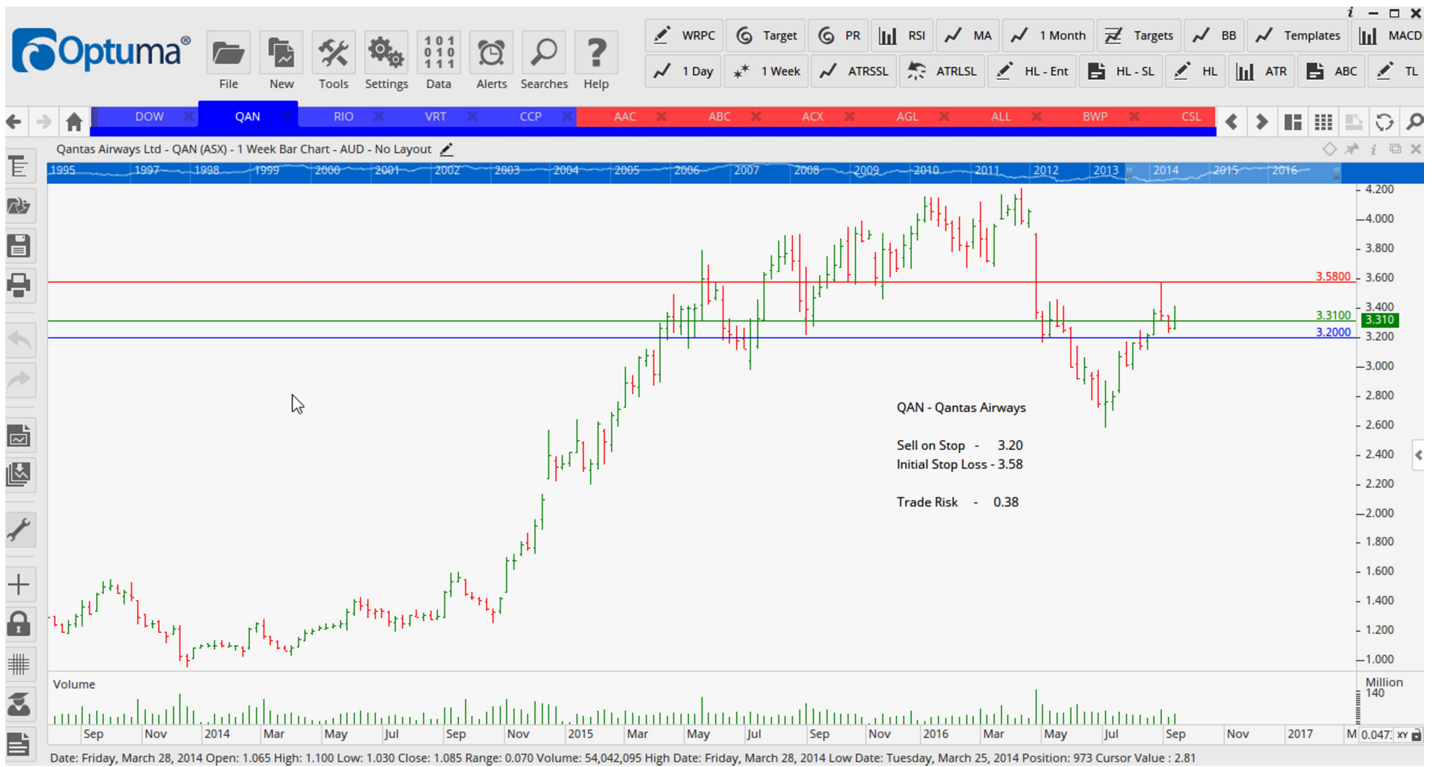 WRPC Target PR RSI MA 1 Month Targets BB Templates MACD
Optuma®
1 Day 1 Week ATRSSL ATRLSL HL - Ent HL - SL HL ATR ABC TL
File New Tools Settings Data Alerts Searches Help
DOW QAN RIO VRT CCP AAC ABC ACX AGL ALL BWP CSL
Qantas Airways Ltd - QAN (ASX) - 1 Week Bar Chart - AUD - No Layout
1995 1997 1998 1999 2000 2001 2002 2003 2004 2005 2006 2007 2008 2009 2010 2011 2012 2013 2014 2015 2016
4.200
4.000
3.800
3.5800 3.600
3.400
3.3100 3.310
3.2000 3.200
3.000
2.800
QAN - Qantas Airways
2.600
Sell on Stop - 3.20
2.400
Initial Stop Loss - 3.58
2.200
Trade Risk - 0.38
2.000
1.800
1.600
1.400
1.200
1.000
Volume Million
140
Sep Nov 2014 Mar May Jul Sep Nov 2015 Mar May Jul Sep Nov 2016 Mar May Jul Sep Nov 2017 M 0.047: XY
Date: Friday, March 28, 2014 Open: 1.065 High: 1.100 Low: 1.030 Close: 1.085 Range: 0.070 Volume: 54,042,095 High Date: Friday, March 28, 2014 Low Date: Tuesday, March 25, 2014 Position: 973 Cursor Value : 2.81